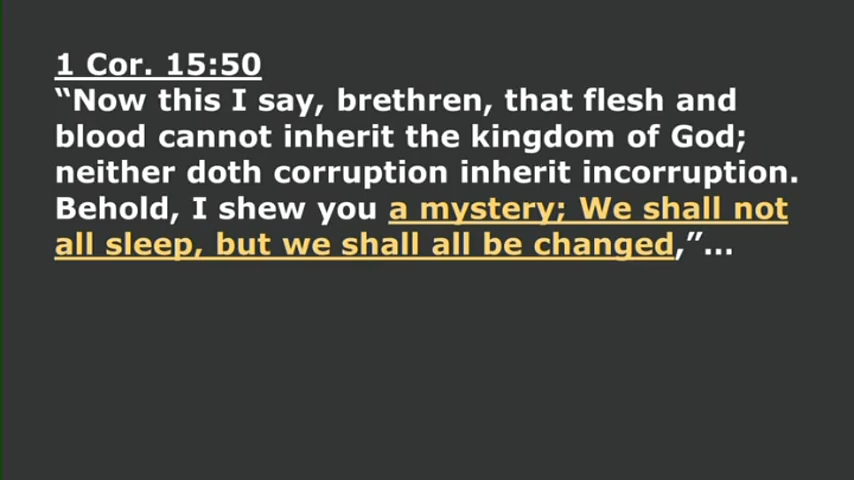 1 Cor. 15:50
“Now this I say, brethren, that flesh and
blood cannot inherit the kingdom of God;
neither doth corruption inherit incorruption.
Behold, I shew you a mystery; We shall not
all sleep, but we shall all be changed,”…